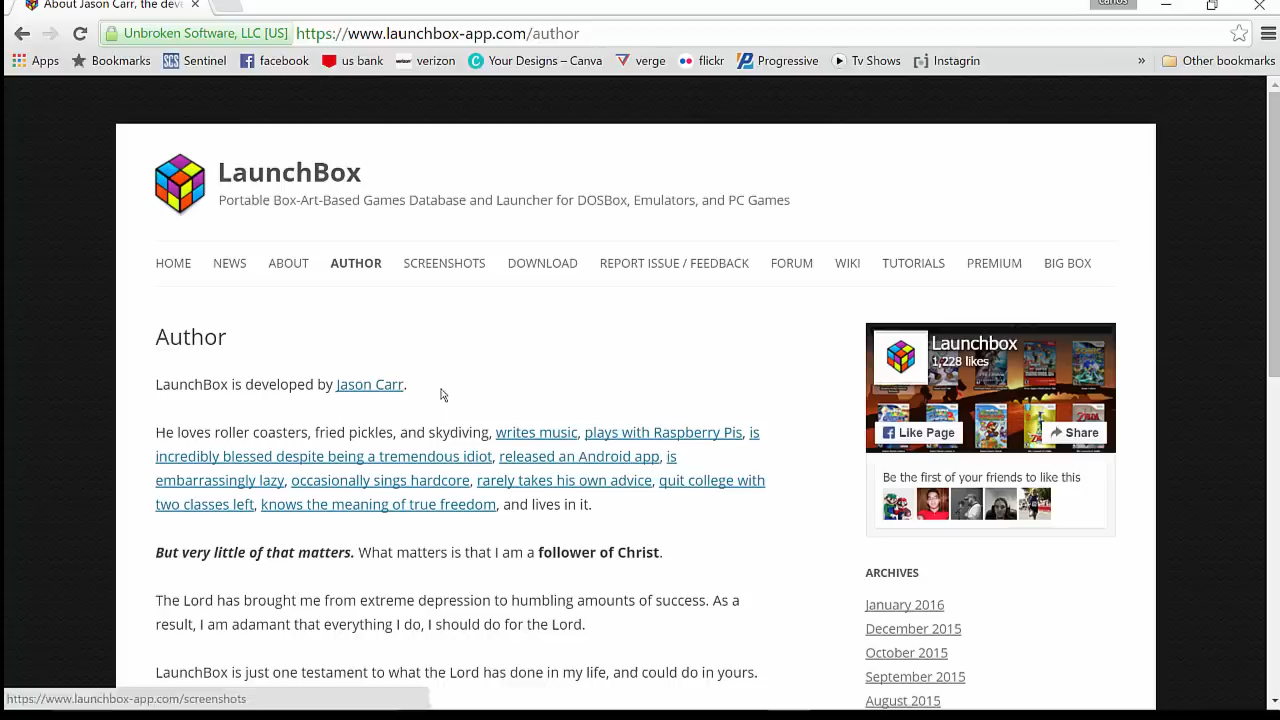 About Jason Carr, the dev
carlos
Unbroken Software, LLC [US] https://www.launchbox-app.com/author
Apps Bookmarks Sentinel facebook us bank verizon Your Designes – Canva verge flickr Progressive TV Shows Instagrin » Other bookmarks
LaunchBox
Portable Box-Art-Based Games Database and Launcher for DOSBox, Emulators, and PC Games
HOME NEWS ABOUT AUTHOR SCREENSHOTS DOWNLOAD REPORT ISSUE / FEEDBACK FORUM WIKI TUTORIALS PREMIUM BIG BOX
Author
LaunchBox is developed by Jason Carr.
He loves roller coasters, fried pickles, and skydiving, writes music, plays with Raspberry Pis, is
incredibly blessed despite being a tremendous idiot, released an Android app, is
embarrassingly lazy, occasionally sings hardcore, rarely takes his own advice, quit college with
two classes left, knows the meaning of true freedom, and lives in it.
But very little of that matters. What matters is that I am a follower of Christ.
The Lord has brought me from extreme depression to humbling amounts of success. As a
result, I am adamant that everything I do, I should do for the Lord.
LaunchBox is just one testament to what the Lord has done in my life, and could do in yours.
Launchbox
1,228 likes
Like Page Share
Be the first of your friends to like this
ARCHIVES
January 2016
December 2015
October 2015
September 2015
August 2015
https://www.launchbox-app.com/screenshots